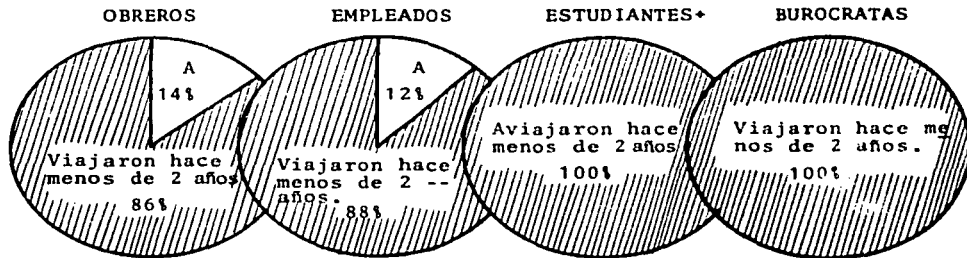 OBREROS
EMPLEADOS
ESTUDIANTES+
BUROCRATAS
A
14%
Viajaron hace
menos de 2 años
86%
A
12%
Viajaron hace
menos de 2 --
años.
88%
Aviajaron hace
menos de 2 años
100%
Viajaron hace me
nos de 2 años.
100%